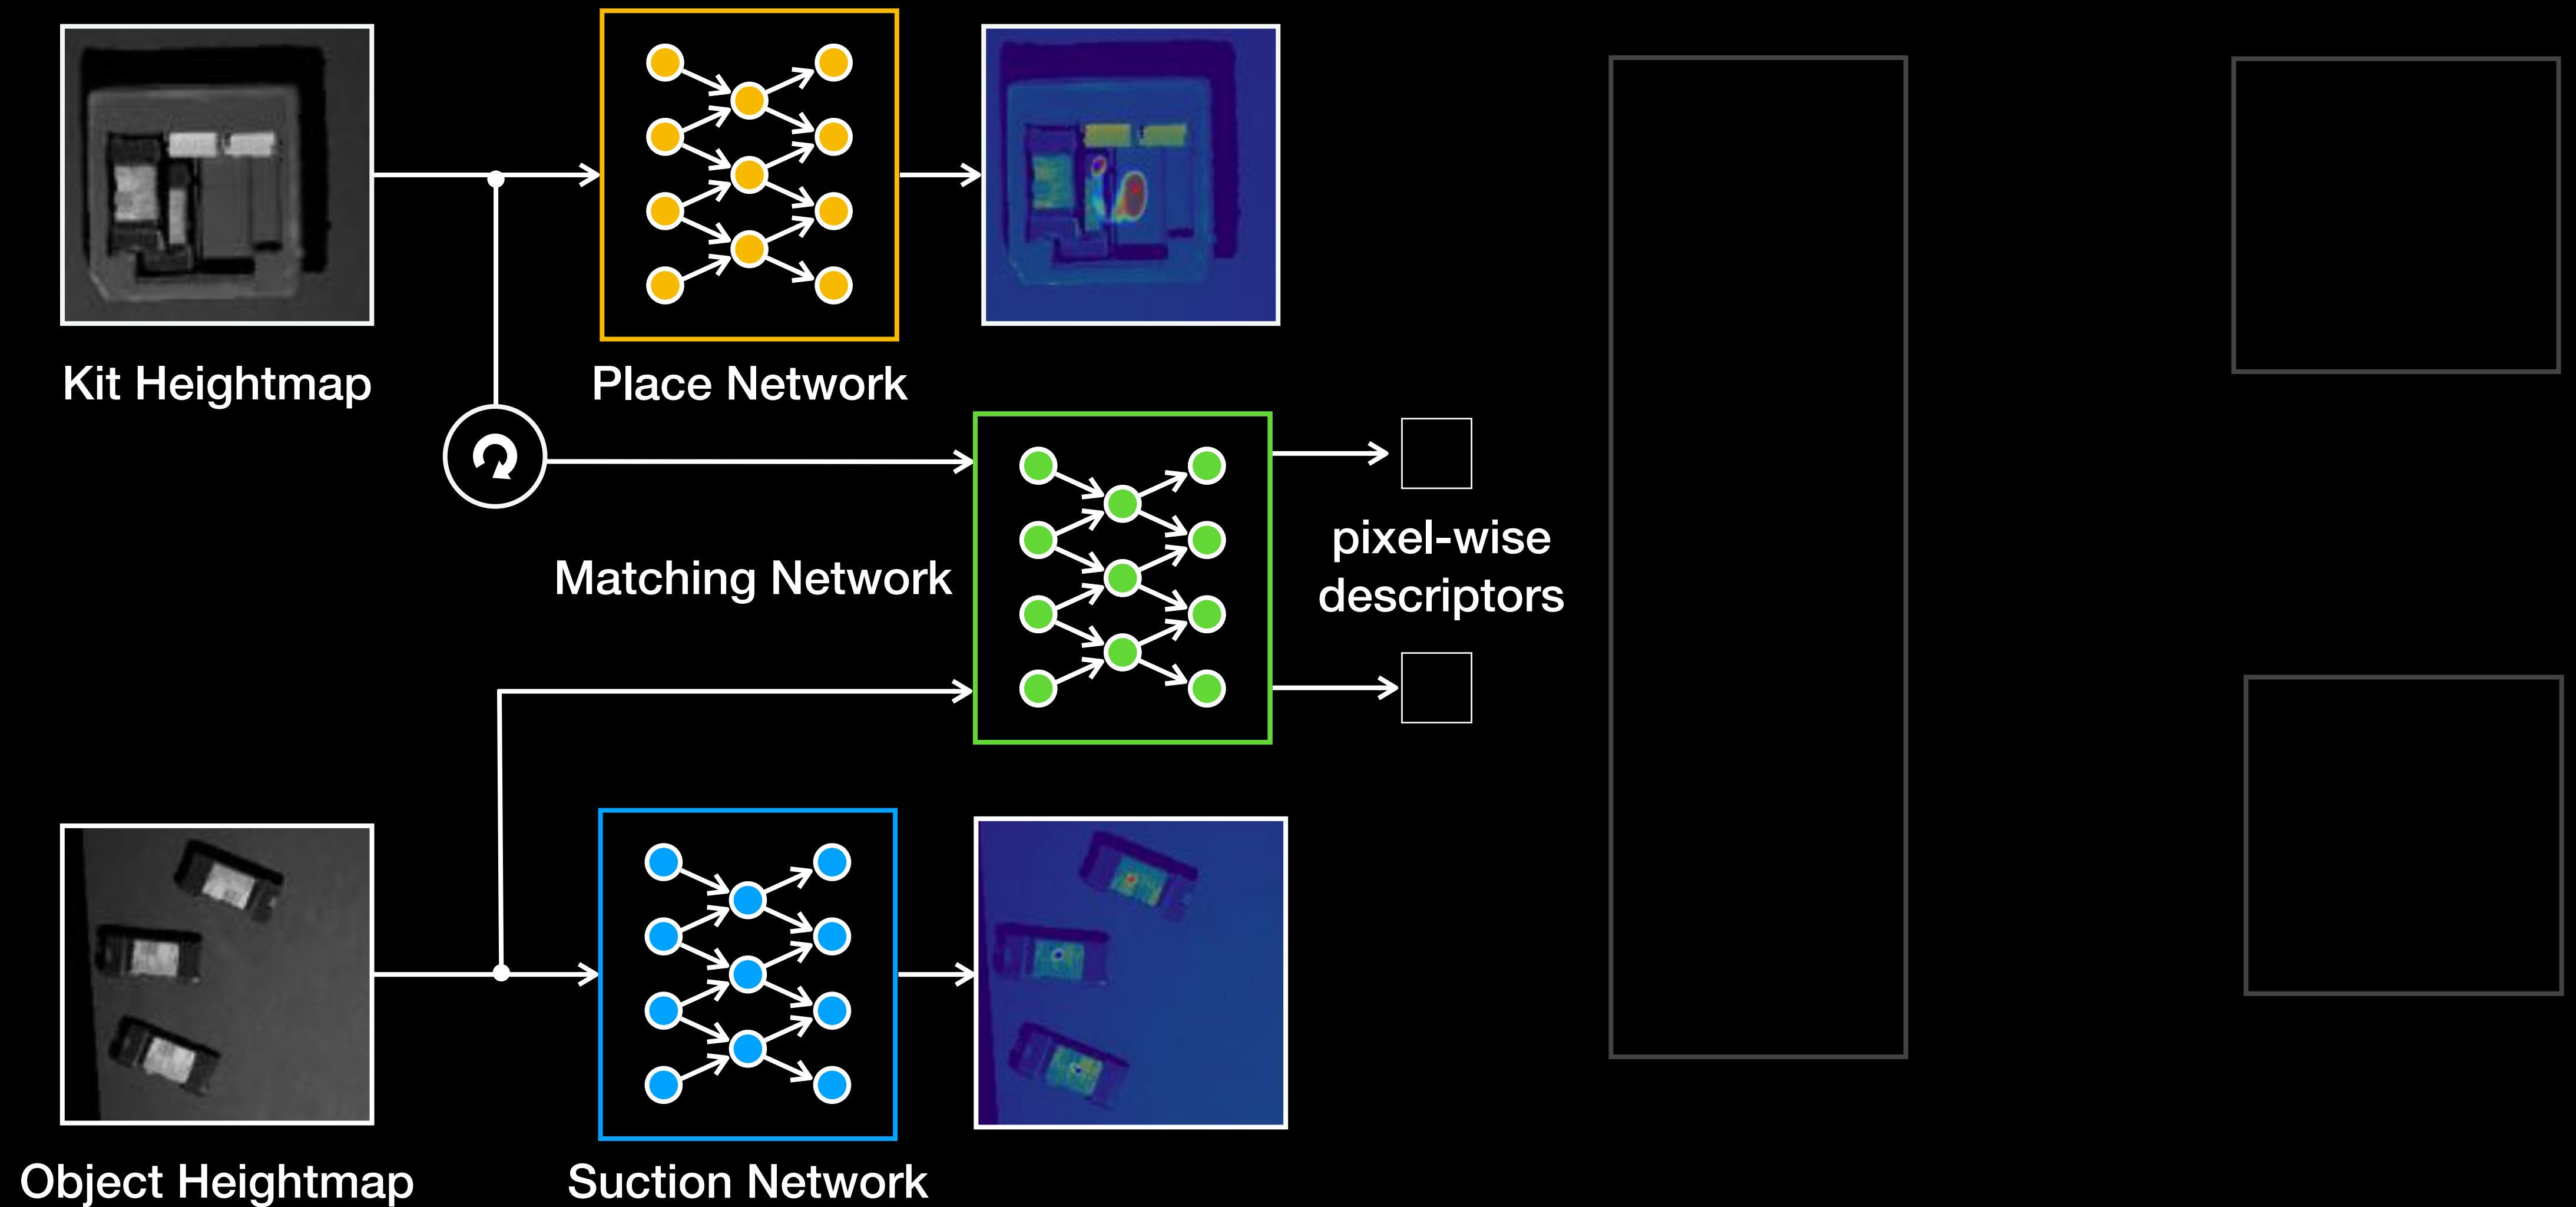 Kit Heightmap
Place Network
Matching Network
pixel-wise
descriptors
Object Heightmap
Suction Network